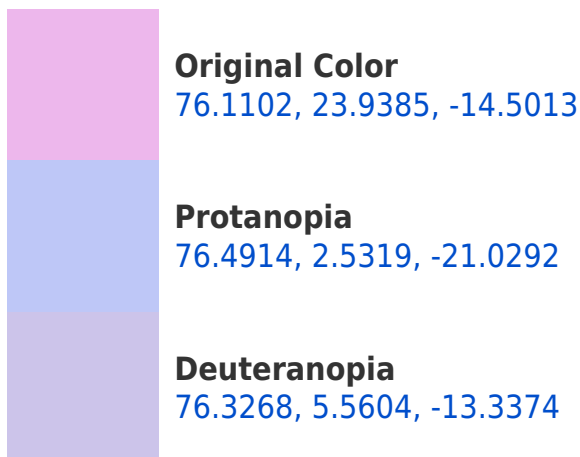 Original Color
76.1102, 23.9385, -14.5013
Protanopia
76.4914, 2.5319, -21.0292
Deuteranopia
76.3268, 5.5604, -13.3374